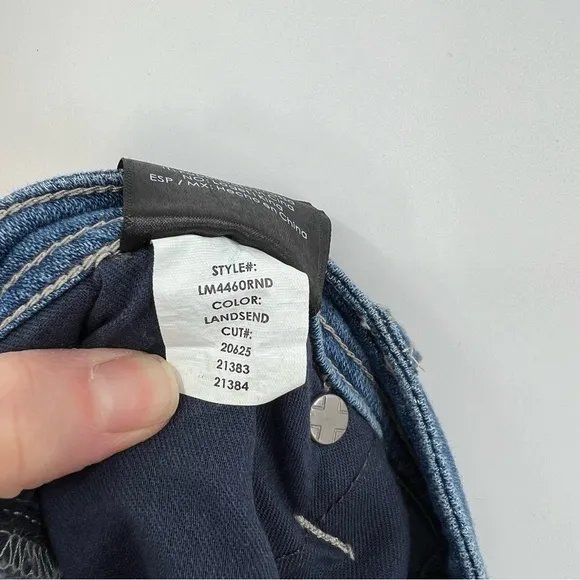 ESP / MX: Hecho en China
STYLE#:
LM4460RND
COLOR:
LANDSEND
CUT#:
20625
21383
21384